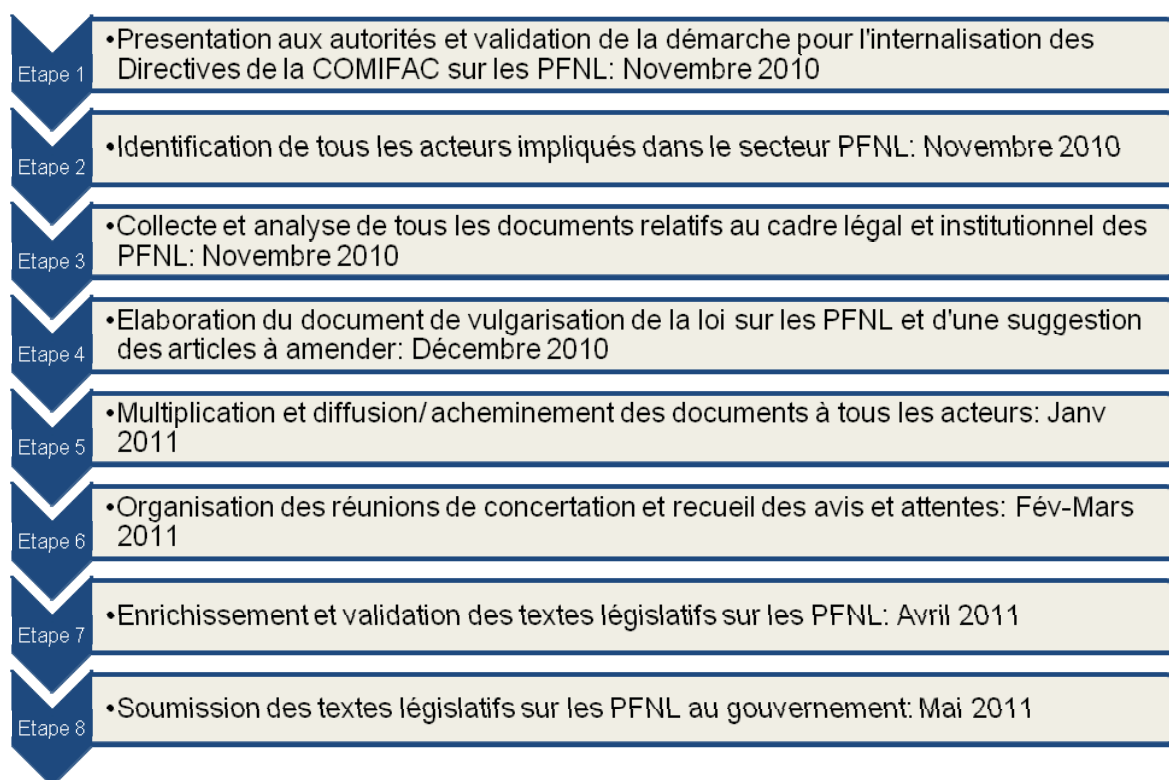 Etape 1
•Presentation aux autorités et validation de la démarche pour l'internalisation des
Directives de la COMIFAC sur les PFNL: Novembre 2010
Etape 2
•Identification de tous les acteurs impliqués dans le secteur PFNL: Novembre 2010
Etape 3
•Collecte et analyse de tous les documents relatifs au cadre légal et institutionnel des
PFNL: Novembre 2010
Etape 4
•Elaboration du document de vulgarisation de la loi sur les PFNL et d'une suggestion
des articles à amender: Décembre 2010
Etape 5
•Multiplication et diffusion/ acheminement des documents à tous les acteurs: Janv
2011
Etape 6
•Organisation des réunions de concertation et recueil des avis et attentes: Fév-Mars
2011
Etape 7
•Enrichissement et validation des textes législatifs sur les PFNL: Avril 2011
Etape 8
•Soumission des textes législatifs sur les PFNL au gouvernement: Mai 2011